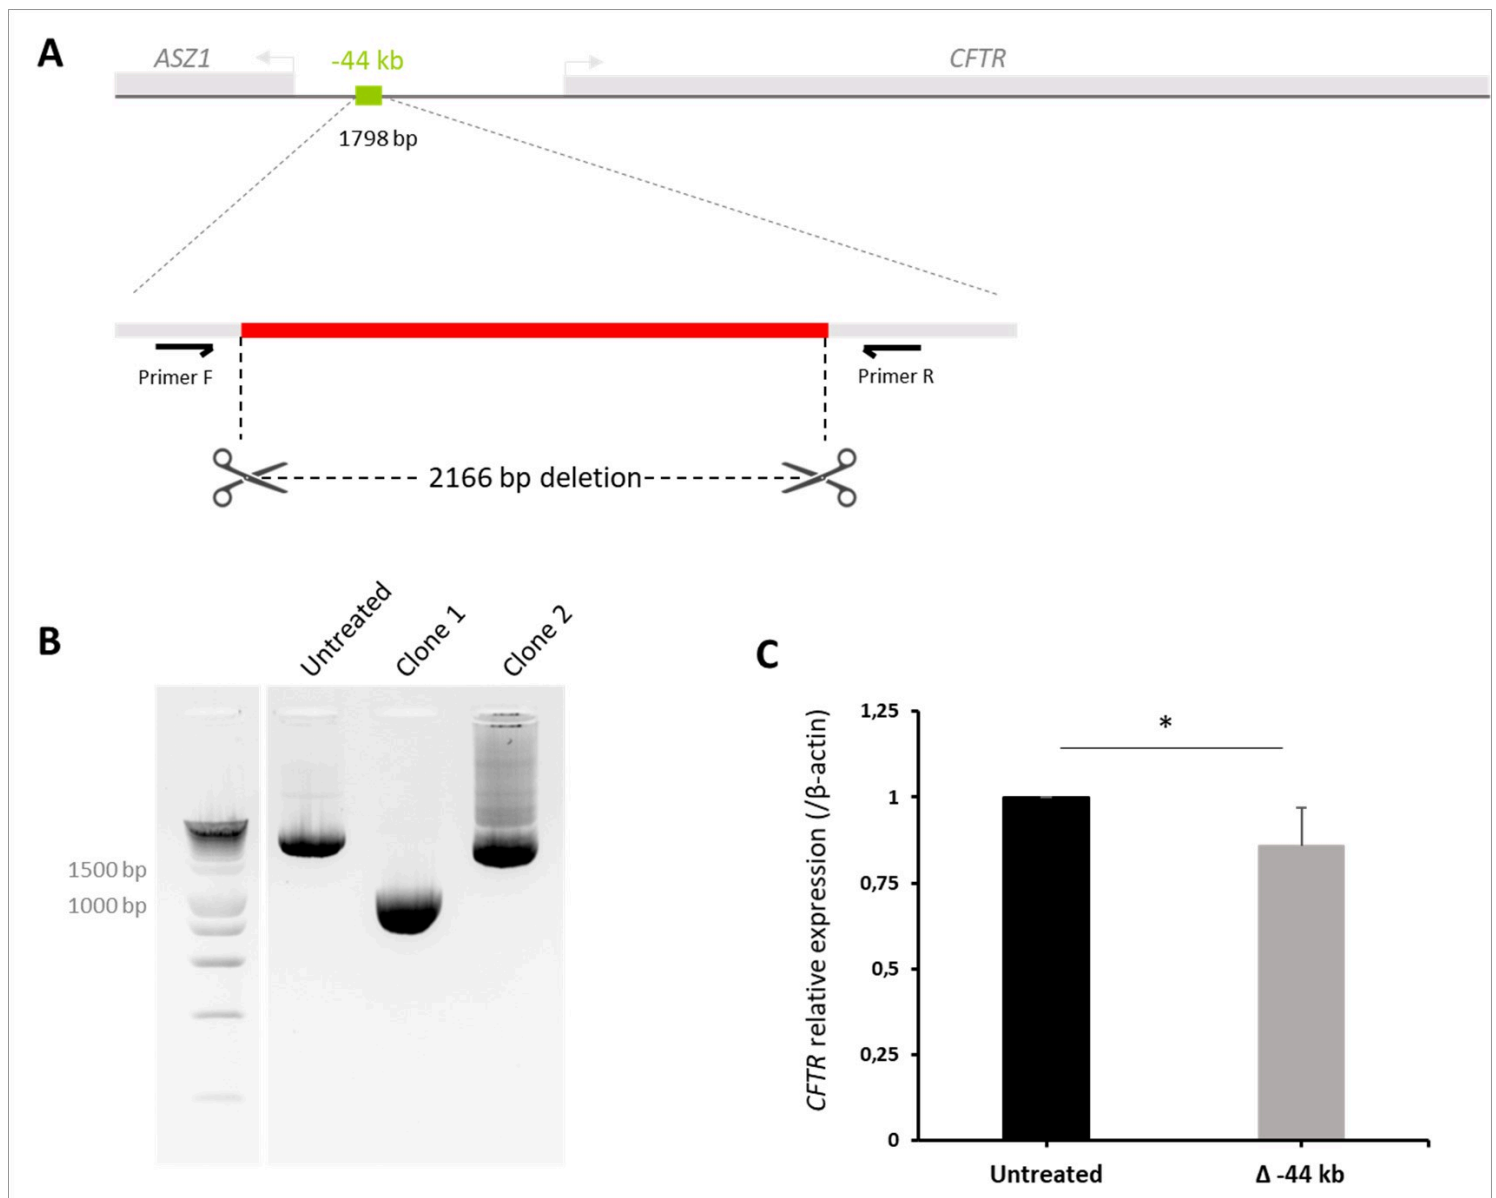 A
ASZ1
-44 kb
CFTR
1798 bp
Primer F
Primer R
2166 bp deletion
B
Untreated
Clone 1
Clone 2
1500 bp
1000 bp
C
CFTR relative expression (/β-actin)
1,25
1
0,75
0,5
0,25
0
*
Untreated
Δ -44 kb